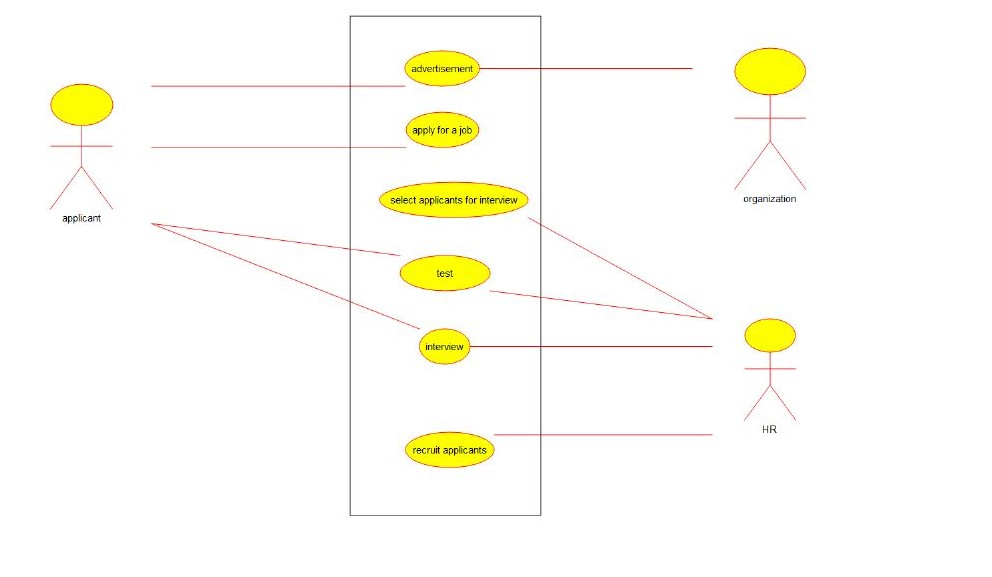 advertisement
apply for a job
select applicants for interview
test
interview
recruit applicants
applicant
organization
HR